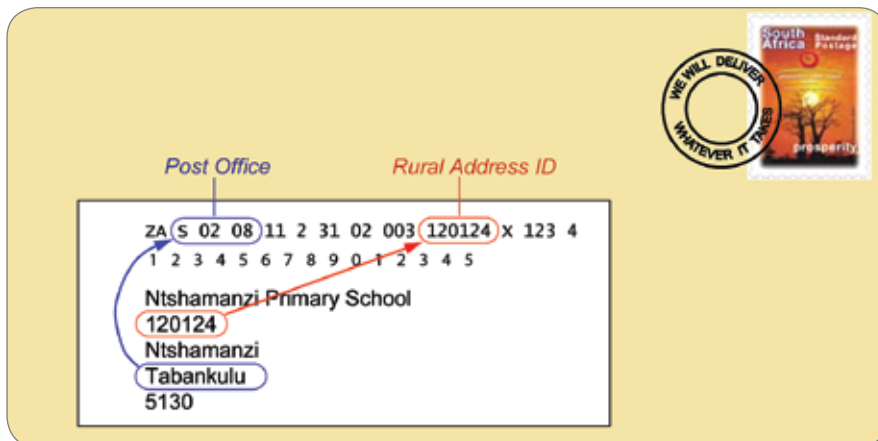 South Africa
Standard Postage
WE WILL DELIVER
WHATEVER IT TAKES
prosperity
Post Office
Rural Address ID
ZA S 02 08 11 2 31 02 003 120124 X 123 4
1 2 3 4 5 6 7 8 9 0 1 2 3 4 5
Ntshamanzi Primary School
120124
Ntshamanzi
Tabankulu
5130